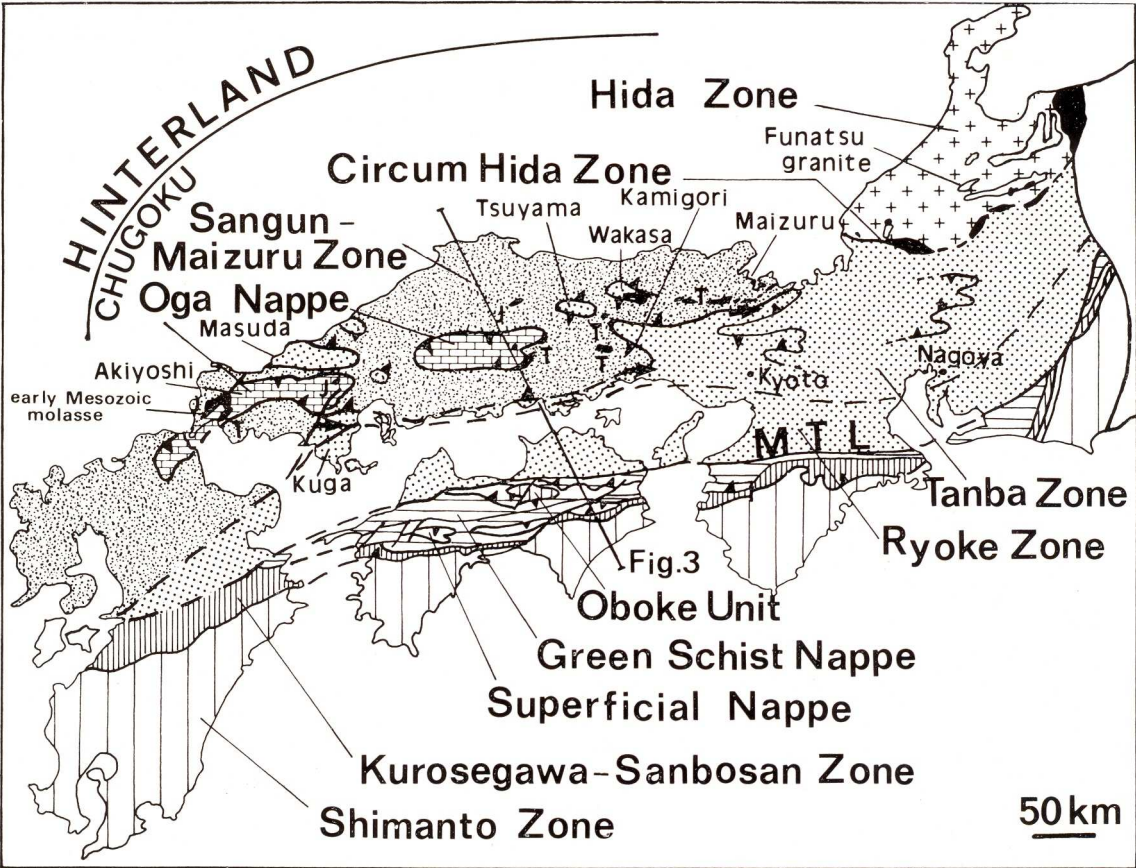 HINTERLAND
CHUGOKU
Hida Zone
Funatsu
granite
Circum Hida Zone
Kamigori
Tsuyama
Sangun-
Maizuru Zone
Wakasa
Maizuru
Oga Nappe
Masuda
Akiyoshi
early Mesozoic
molasse
T
T
T
T
Nagoya
Kyoto
MTL
Kuga
Tanba Zone
Ryoke Zone
Fig.3
Oboke Unit
Green Schist Nappe
Superficial Nappe
Kurosegawa-Sanbosan Zone
Shimanto Zone
50 km